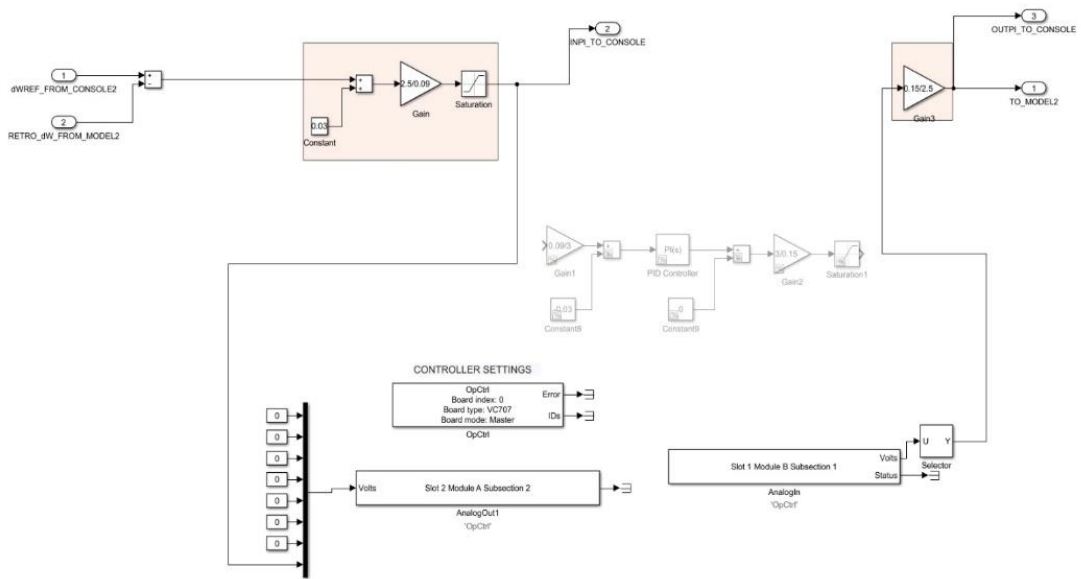 1
dWREF_FROM_CONSOLE2
2
RETRO_dW_FROM_MODEL2
0.03
Constant
2.5/0.09
Gain
Saturation
2
INPI_TO_CONSOLE
0.15/2.5
Gain3
3
OUTPI_TO_CONSOLE
1
TO_MODEL2
0.09/3
Gain1
-0.03
Constant8
PI(s)
PID Controller
0
Constant9
3/0.15
Gain2
Saturation1
CONTROLLER SETTINGS
OpCtrl
Board index: 0
Board type: VC707
Board mode: Master
Error
IDs
OpCtrl
0
0
0
0
0
0
0
Volts
Slot 2 Module A Subsection 2
AnalogOut1
'OpCtrl'
Slot 1 Module B Subsection 1
Volts
Status
AnalogIn
'OpCtrl'
U Y
Selector